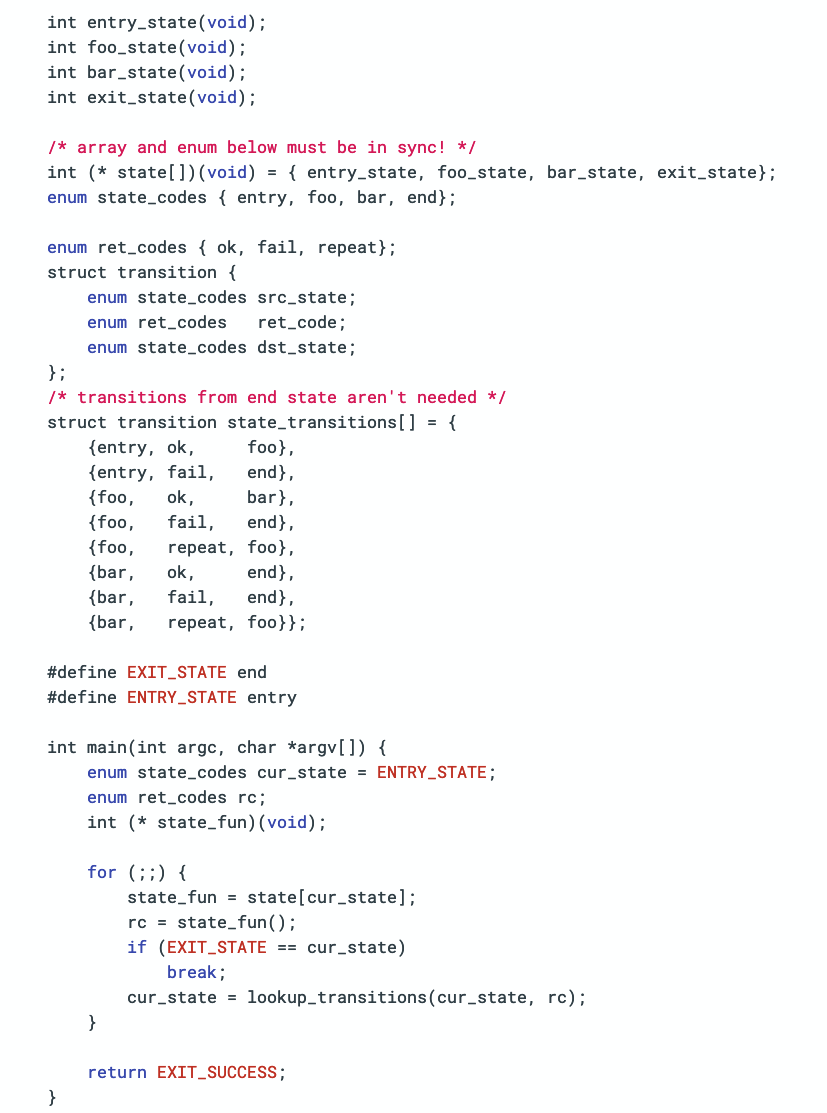 int entry_state(void);
int foo_state(void);
int bar_state(void);
int exit_state(void);

/* array and enum below must be in sync! */
int (* state[])(void) = { entry_state, foo_state, bar_state, exit_state};
enum state_codes { entry, foo, bar, end};

enum ret_codes { ok, fail, repeat};
struct transition {
    enum state_codes src_state;
    enum ret_codes   ret_code;
    enum state_codes dst_state;
};
/* transitions from end state aren't needed */
struct transition state_transitions[] = {
    {entry, ok,     foo},
    {entry, fail,   end},
    {foo,   ok,     bar},
    {foo,   fail,   end},
    {foo,   repeat, foo},
    {bar,   ok,     end},
    {bar,   fail,   end},
    {bar,   repeat, foo}};

#define EXIT_STATE end
#define ENTRY_STATE entry

int main(int argc, char *argv[]) {
    enum state_codes cur_state = ENTRY_STATE;
    enum ret_codes rc;
    int (* state_fun)(void);

    for (;;) {
        state_fun = state[cur_state];
        rc = state_fun();
        if (EXIT_STATE == cur_state)
            break;
        cur_state = lookup_transitions(cur_state, rc);
    }

    return EXIT_SUCCESS;
}